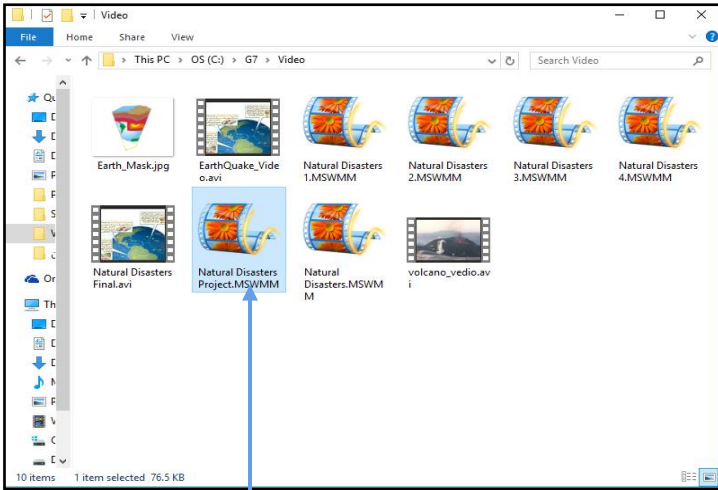 Video
File Home Share View
This PC > OS (C:) > G7 > Video
Search Video
Earth_Mask.jpg
EarthQuake_Vide
o.avi
Natural Disasters
1.MSWMM
Natural Disasters
2.MSWMM
Natural Disasters
3.MSWMM
Natural Disasters
4.MSWMM
Natural Disasters
Final.avi
Natural Disasters
Project.MSWMM
Natural
Disasters.MSWM
M
volcano_vedio.av
i
10 items 1 item selected 76.5 KB